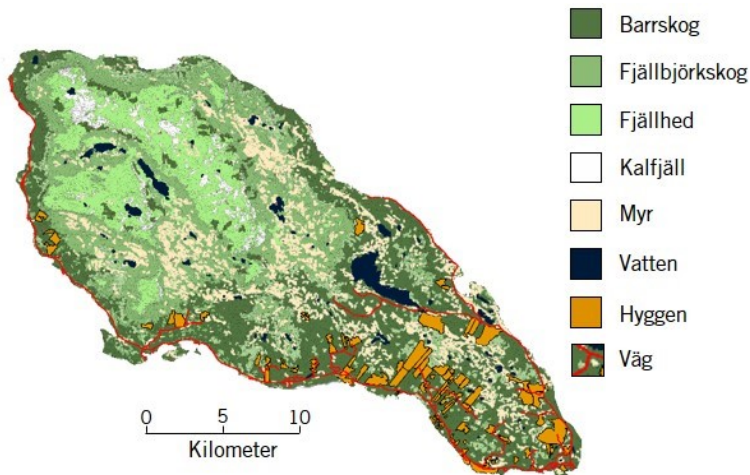 Barrskog
Fjällbjörkskog
Fjällhed
Kalfjäll
Myr
Vatten
Hyggen
Väg
0 5 10
Kilometer